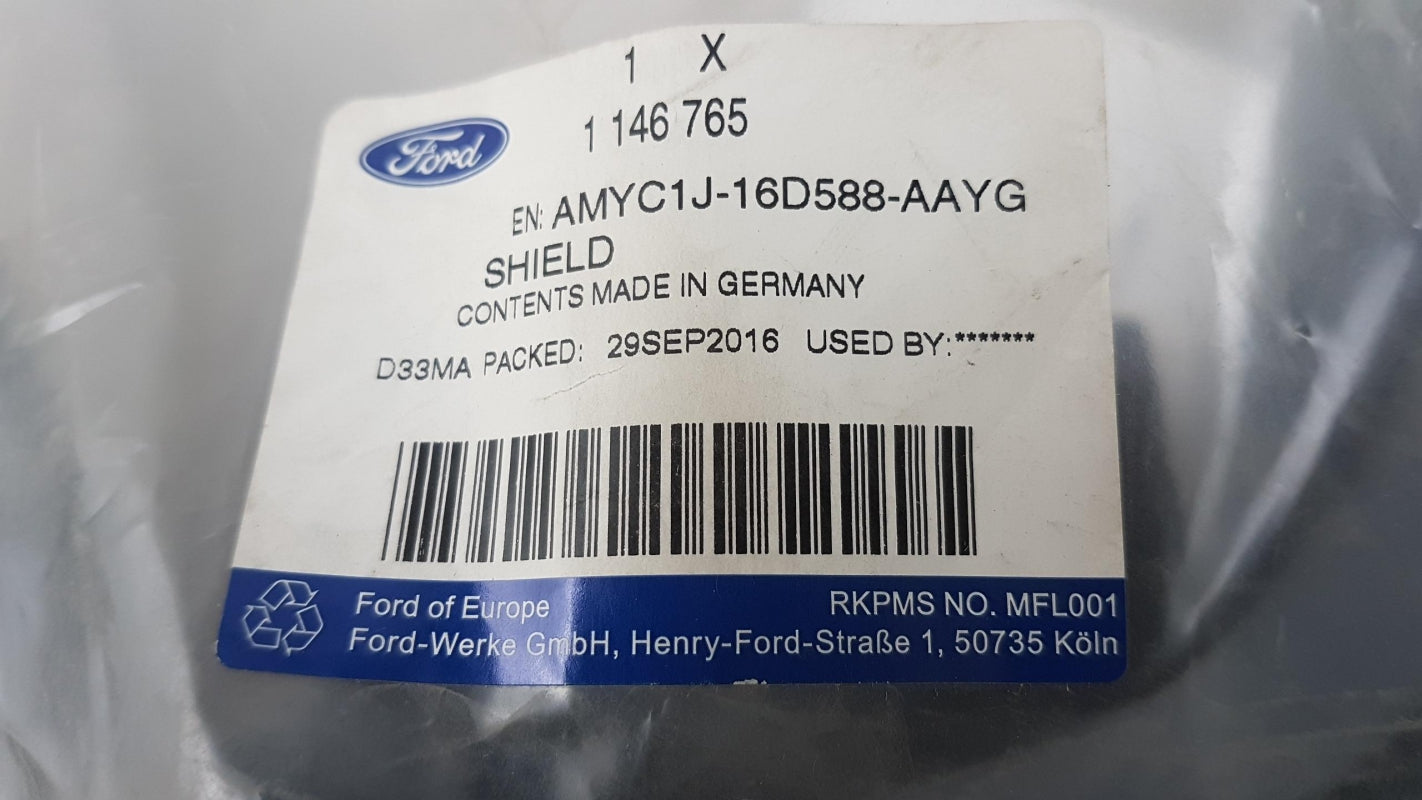 1 X
Ford
1 146 765
EN: AMYC1J-16D588-AAYG
SHIELD
CONTENTS MADE IN GERMANY
D33MA PACKED: 29SEP2016 USED BY:*******
Ford of Europe
RKPMS NO. MFL001
Ford-Werke GmbH, Henry-Ford-Straße 1, 50735 Köln